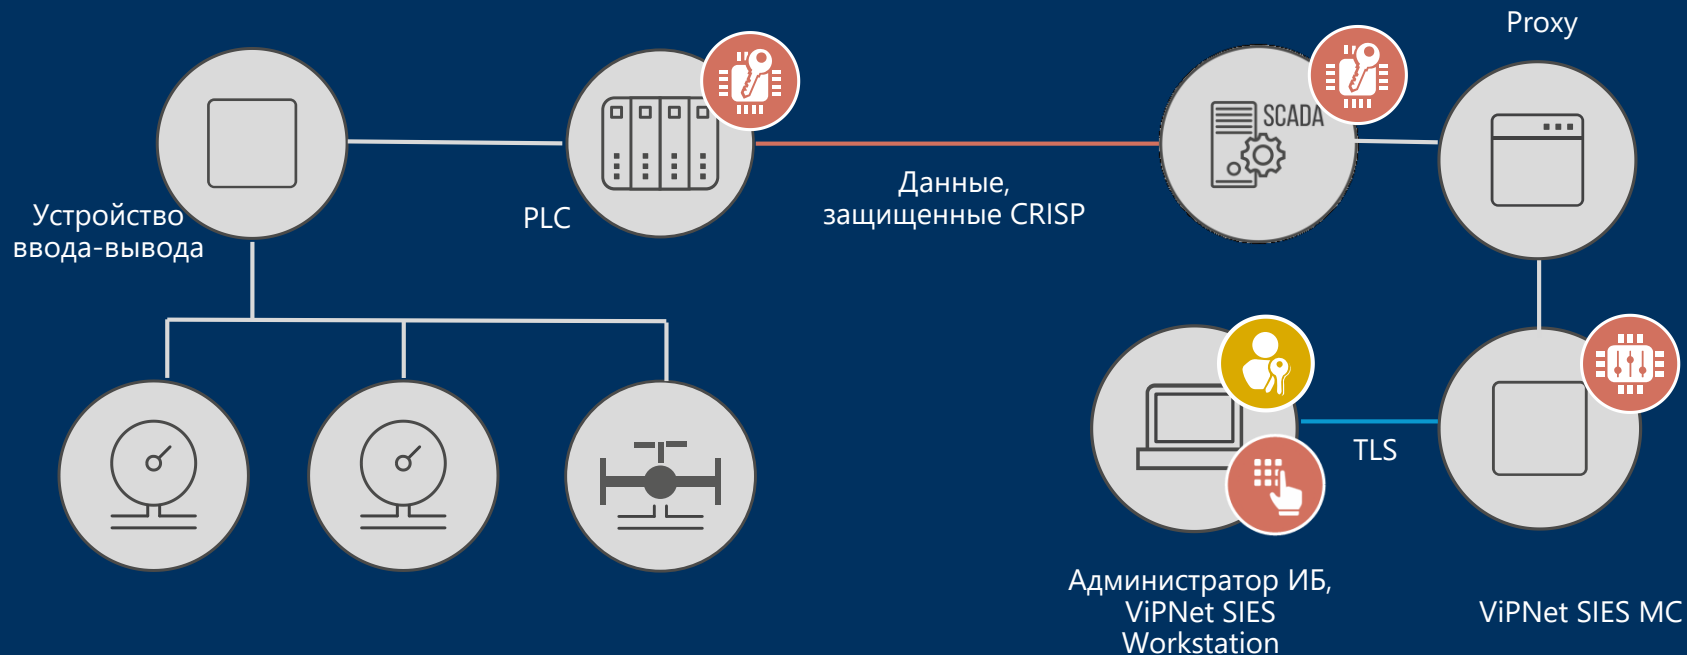 Proxy
SCADA
Устройство
ввода-вывода
PLC
Данные,
защищенные CRISP
TLS
Администратор ИБ,
ViPNet SIES
Workstation
ViPNet SIES MC